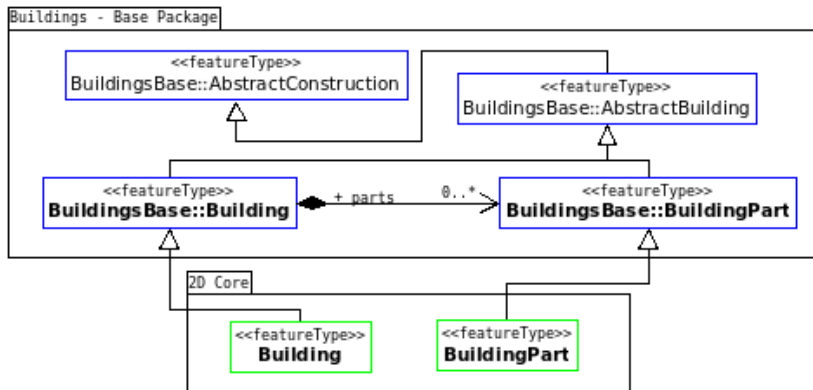 Buildings - Base Package
<<featureType>>
BuildingsBase::AbstractConstruction
<<featureType>>
BuildingsBase::AbstractBuilding
<<featureType>>
BuildingsBase::Building
+ parts
0..*
<<featureType>>
BuildingsBase::BuildingPart
2D Core
<<featureType>>
Building
<<featureType>>
BuildingPart